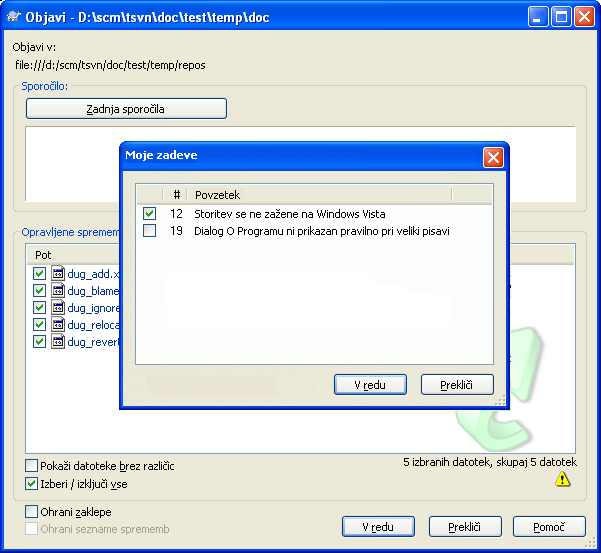 Objavi - D:\scm\tsvn\doc\test\temp\doc
Objavi v:
file:///d:/scm/tsvn/doc/test/temp/repos
Sporočilo:
Zadnja sporočila
Moje zadeve
# Povzetek
12 Storitev se ne zažene na Windows Vista
19 Dialog O Programu ni prikazan pravilno pri veliki pisavi
V redu Prekliči
Opravljene
Pot
dug_add.x
dug_blame
dug_ignore
dug_reloca
dug_revert
Pokaži datoteke brez različic
5 izbranih datotek, skupaj 5 datotek
Izberi / izključi vse
Ohrani zaklepe
Ohrani sezname sprememb
V redu Prekliči Pomoč